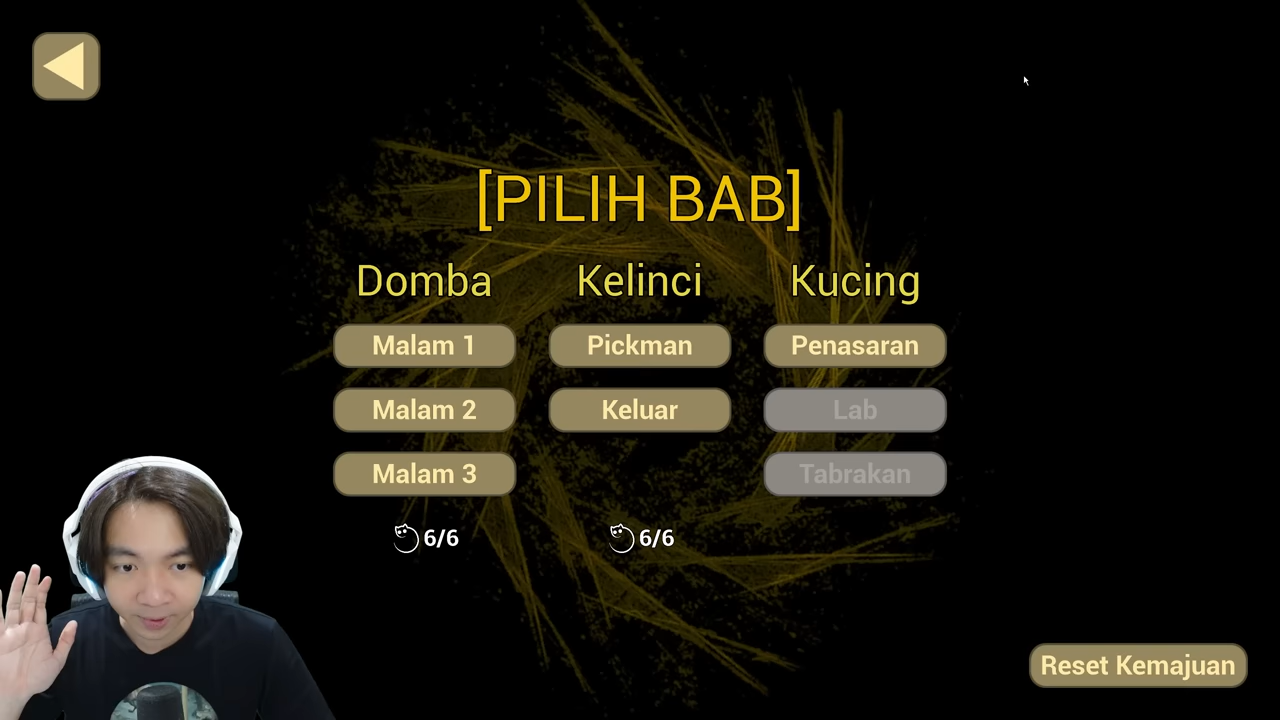 [PILIH BAB]
Domba Kelinci Kucing
Malam 1 Pickman Penasaran
Malam 2 Keluar Lab
Malam 3 Tabrakan
6/6 6/6
Reset Kemajuan